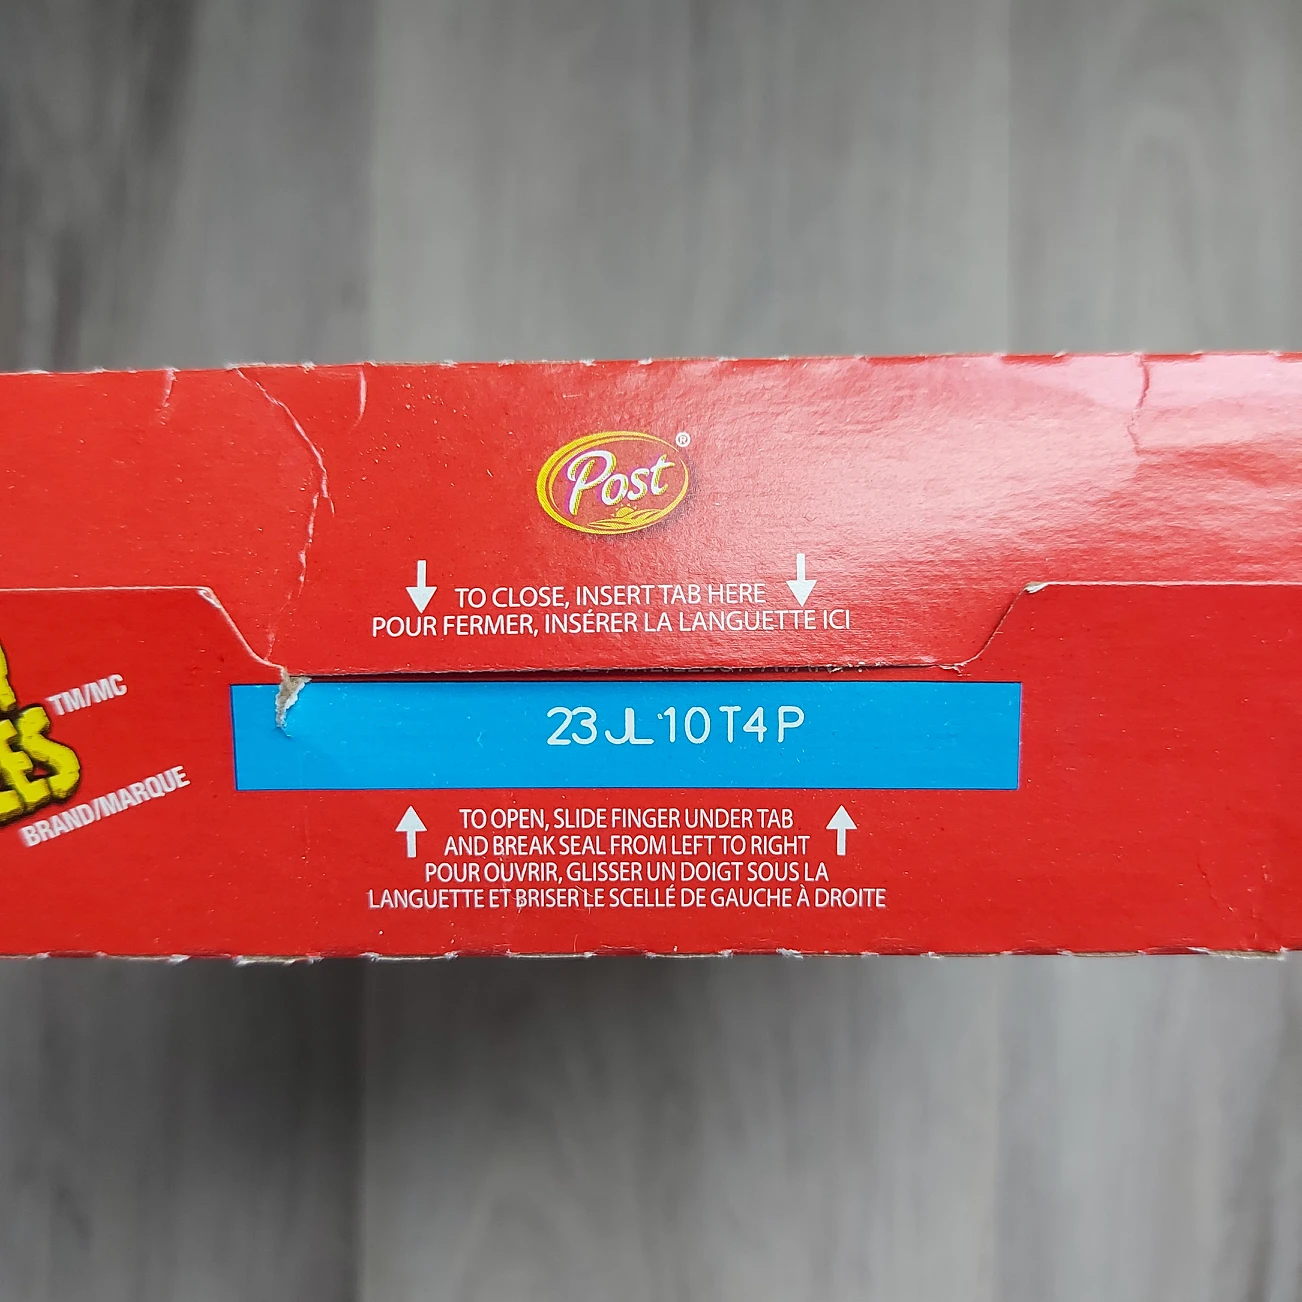 Post®
TO CLOSE, INSERT TAB HERE
POUR FERMER, INSÉRER LA LANGUETTE ICI
TM/MC
BRAND/MARQUE
23 JL 10 T4 P
TO OPEN, SLIDE FINGER UNDER TAB
AND BREAK SEAL FROM LEFT TO RIGHT
POUR OUVRIR, GLISSER UN DOIGT SOUS LA
LANGUETTE ET BRISER LE SCELLÉ DE GAUCHE À DROITE